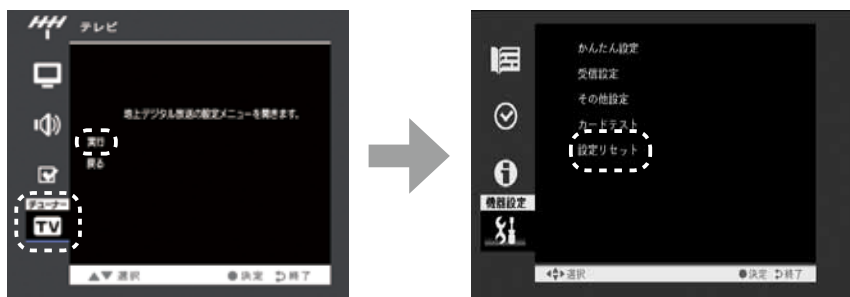 テレビ
地上デジタル放送の設定メニューを開きます。
実行
戻る
チューナー
TV
▲▼ 選択 ●決定 終了
かんたん設定
受信設定
その他設定
カードテスト
設定リセット
機器設定
選択 ●決定 終了